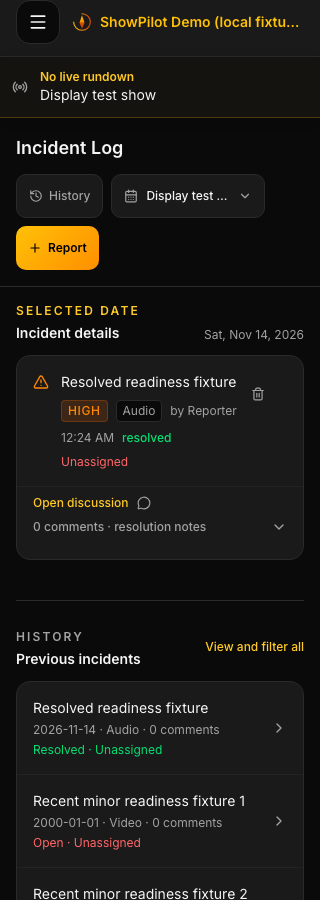 ShowPilot Demo (local fixtu...
No live rundown
Display test show
Incident Log
History
Display test ...
Report
SELECTED DATE
Incident details
Sat, Nov 14, 2026
Resolved readiness fixture
HIGH Audio by Reporter
12:24 AM resolved
Unassigned
Open discussion
0 comments · resolution notes
HISTORY
Previous incidents
View and filter all
Resolved readiness fixture
2026-11-14 · Audio · 0 comments
Resolved · Unassigned
Recent minor readiness fixture 1
2000-01-01 · Video · 0 comments
Open · Unassigned
Recent minor readiness fixture 2